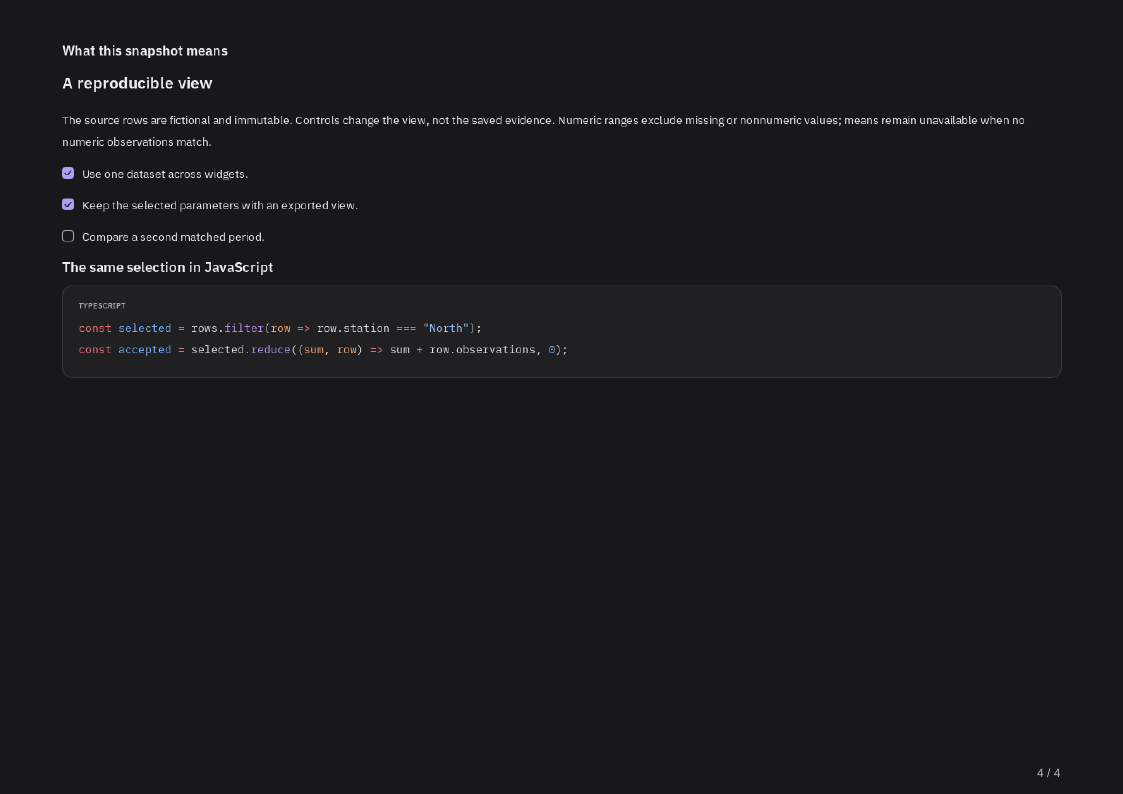 What this snapshot means
A reproducible view
The source rows are fictional and immutable. Controls change the view, not the saved evidence. Numeric ranges exclude missing or nonnumeric values; means remain unavailable when no
numeric observations match.
Use one dataset across widgets.
Keep the selected parameters with an exported view.
Compare a second matched period.
The same selection in JavaScript
TYPESCRIPT
const selected = rows.filter(row => row.station === "North");
const accepted = selected.reduce((sum, row) => sum + row.observations, 0);
4 / 4